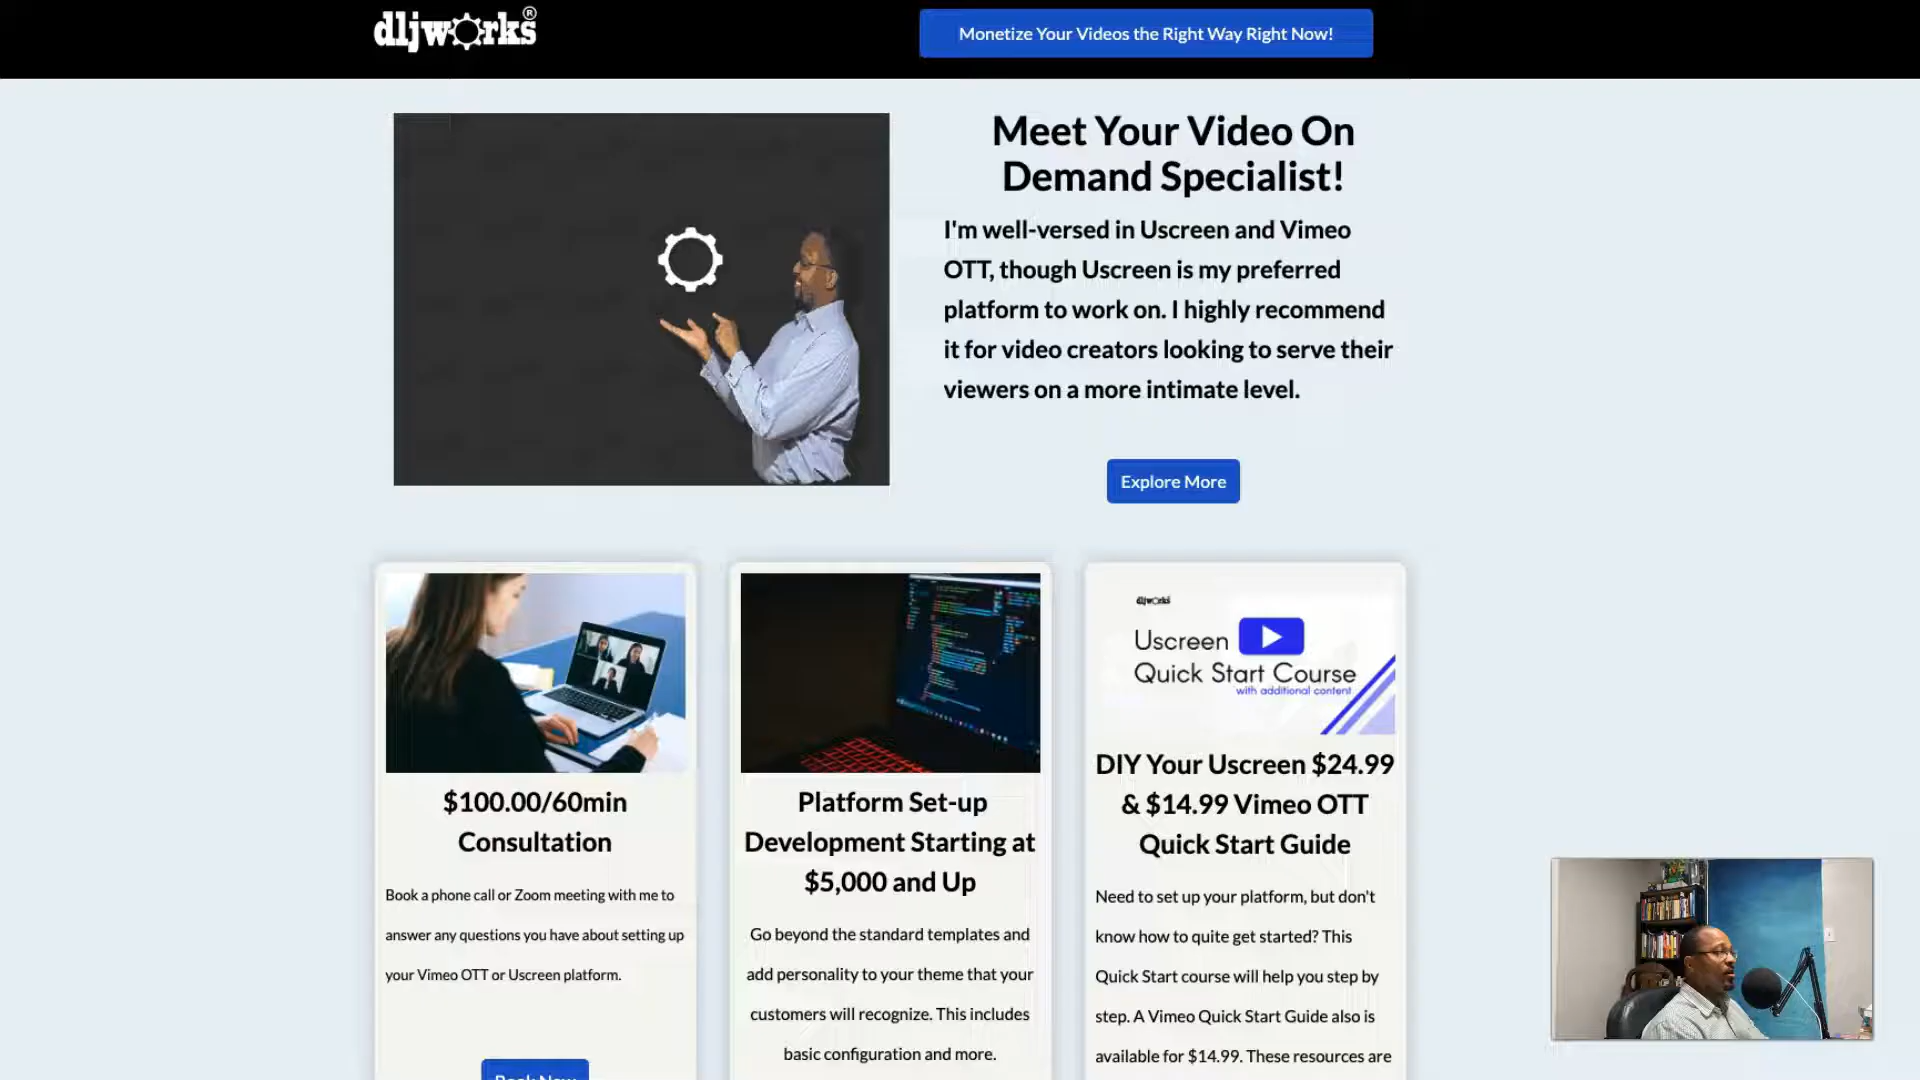 dljworks®
Monetize Your Videos the Right Way Right Now!
Meet Your Video On
Demand Specialist!
I'm well-versed in Uscreen and Vimeo
OTT, though Uscreen is my preferred
platform to work on. I highly recommend
it for video creators looking to serve their
viewers on a more intimate level.
Explore More
$100.00/60min
Consultation
Book a phone call or Zoom meeting with me to
answer any questions you have about setting up
your Vimeo OTT or Uscreen platform.
Book Now
Platform Set-up
Development Starting at
$5,000 and Up
Go beyond the standard templates and
add personality to your theme that your
customers will recognize. This includes
basic configuration and more.
dljworks
Uscreen
Quick Start Course
with additional content
DIY Your Uscreen $24.99
& $14.99 Vimeo OTT
Quick Start Guide
Need to set up your platform, but don't
know how to quite get started? This
Quick Start course will help you step by
step. A Vimeo Quick Start Guide also is
available for $14.99. These resources are